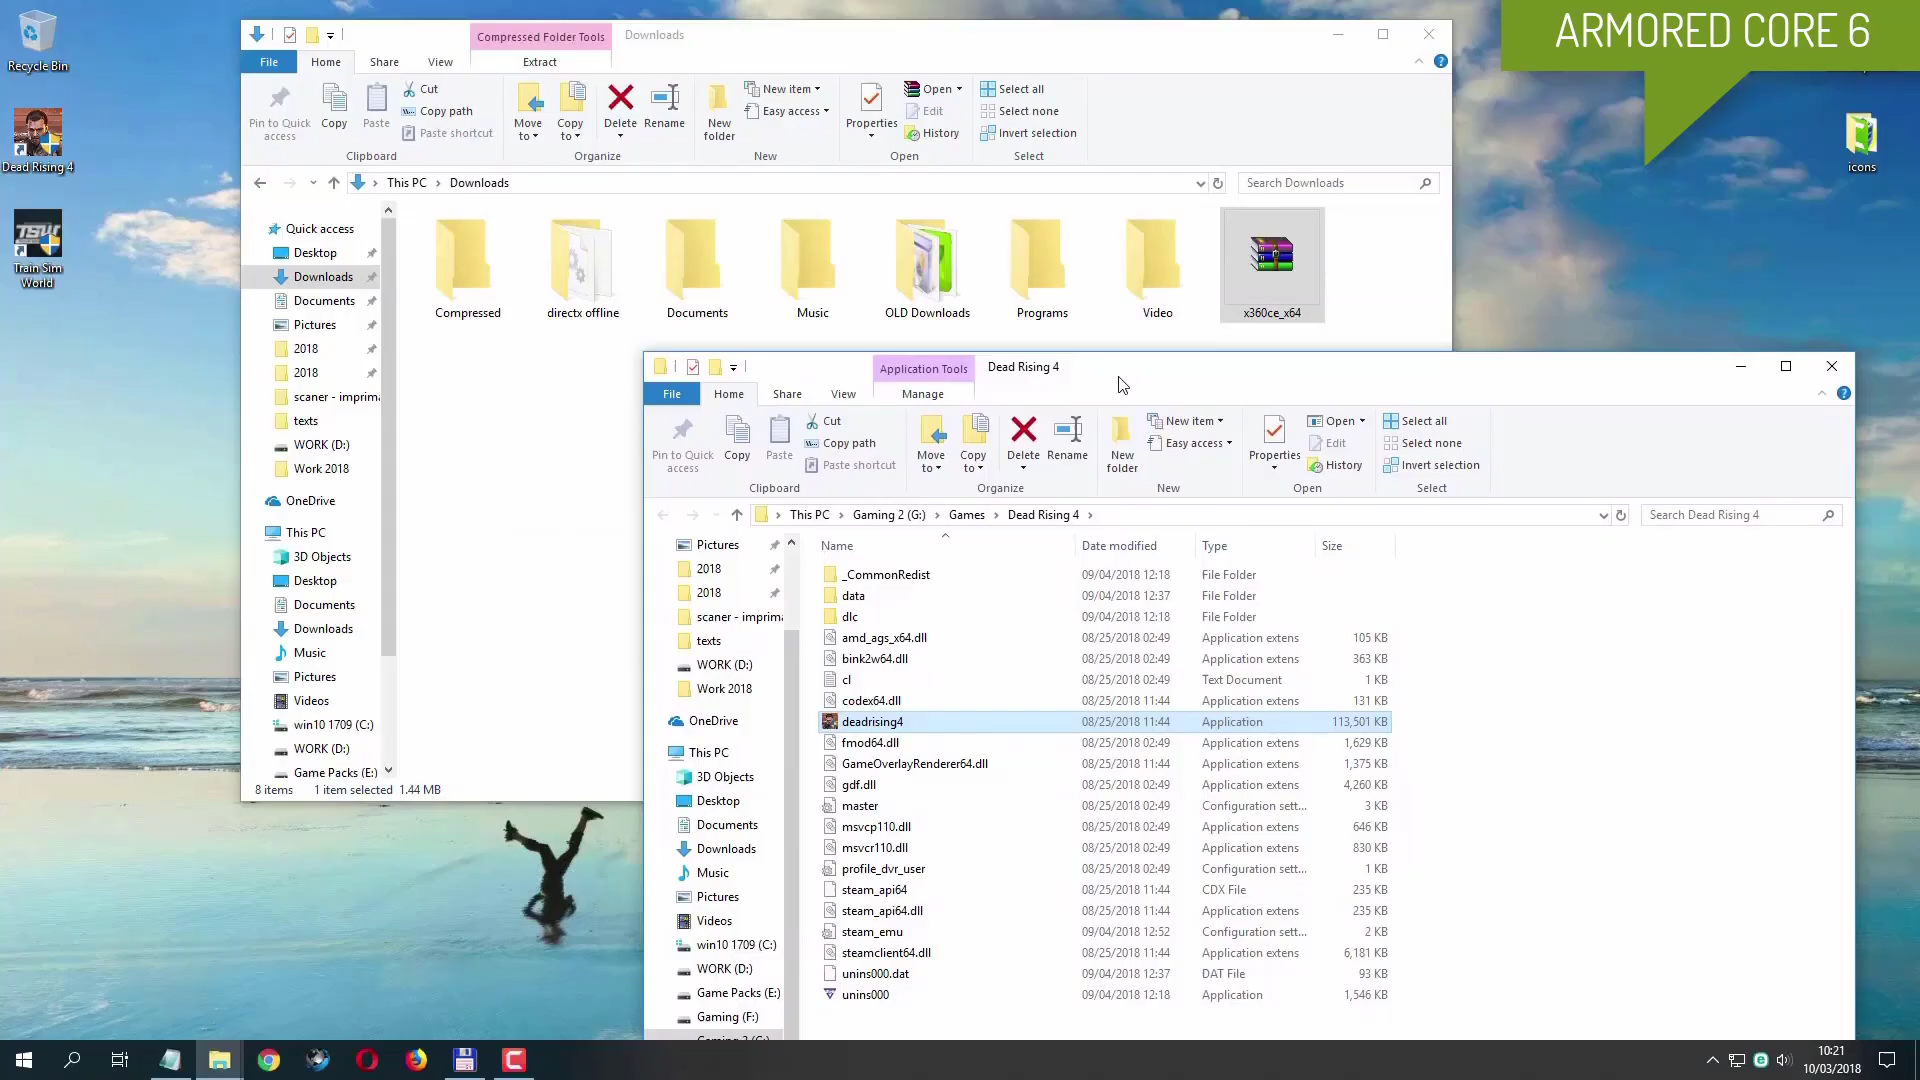 ARMORED CORE 6
Recycle Bin
Dead Rising 4
Train Sim
World
icons
Compressed Folder Tools
Downloads
File
Home
Share
View
Extract
Pin to Quick
access
Copy
Paste
Cut
Copy path
Paste shortcut
Clipboard
Move
to
Copy
to
Delete
Rename
Organize
New
folder
New item
Easy access
New
Properties
Open
Edit
History
Open
Select all
Select none
Invert selection
Select
This PC
Downloads
Search Downloads
Quick access
Desktop
Downloads
Documents
Pictures
2018
2018
scaner - imprima
texts
WORK (D:)
Work 2018
OneDrive
This PC
3D Objects
Desktop
Documents
Downloads
Music
Pictures
Videos
win10 1709 (C:)
WORK (D:)
Game Packs (E:)
Compressed
directx offline
Documents
Music
OLD Downloads
Programs
Video
x360ce_x64
8 items
1 item selected 1.44 MB
Application Tools
Dead Rising 4
File
Home
Share
View
Manage
Pin to Quick
access
Copy
Paste
Cut
Copy path
Paste shortcut
Clipboard
Move
to
Copy
to
Delete
Rename
Organize
New
folder
New item
Easy access
New
Properties
Open
Edit
History
Open
Select all
Select none
Invert selection
Select
This PC
Gaming 2 (G:)
Games
Dead Rising 4
Search Dead Rising 4
Pictures
2018
2018
scaner - imprima
texts
WORK (D:)
Work 2018
OneDrive
This PC
3D Objects
Desktop
Documents
Downloads
Music
Pictures
Videos
win10 1709 (C:)
WORK (D:)
Game Packs (E:)
Gaming (F:)
Name Date modified Type Size
_CommonRedist 09/04/2018 12:18 File Folder
data 09/04/2018 12:37 File Folder
dlc 09/04/2018 12:18 File Folder
amd_ags_x64.dll 08/25/2018 02:49 Application extens 105 KB
bink2w64.dll 08/25/2018 02:49 Application extens 363 KB
cl 08/25/2018 02:49 Text Document 1 KB
codex64.dll 08/25/2018 11:44 Application extens 131 KB
deadrising4 08/25/2018 11:44 Application 113,501 KB
fmod64.dll 08/25/2018 02:49 Application extens 1,629 KB
GameOverlayRenderer64.dll 08/25/2018 11:44 Application extens 1,375 KB
gdf.dll 08/25/2018 02:49 Application extens 4,260 KB
master 08/25/2018 02:49 Configuration sett... 3 KB
msvcp110.dll 08/25/2018 02:49 Application extens 646 KB
msvcr110.dll 08/25/2018 02:49 Application extens 830 KB
profile_dvr_user 08/25/2018 02:49 Configuration sett... 1 KB
steam_api64 08/25/2018 11:44 CDX File 235 KB
steam_api64.dll 08/25/2018 11:44 Application extens 235 KB
steam_emu 09/04/2018 12:52 Configuration sett... 2 KB
steamclient64.dll 08/25/2018 11:44 Application extens 6,181 KB
unins000.dat 09/04/2018 12:37 DAT File 93 KB
unins000 09/04/2018 12:18 Application 1,546 KB
10:21
10/03/2018